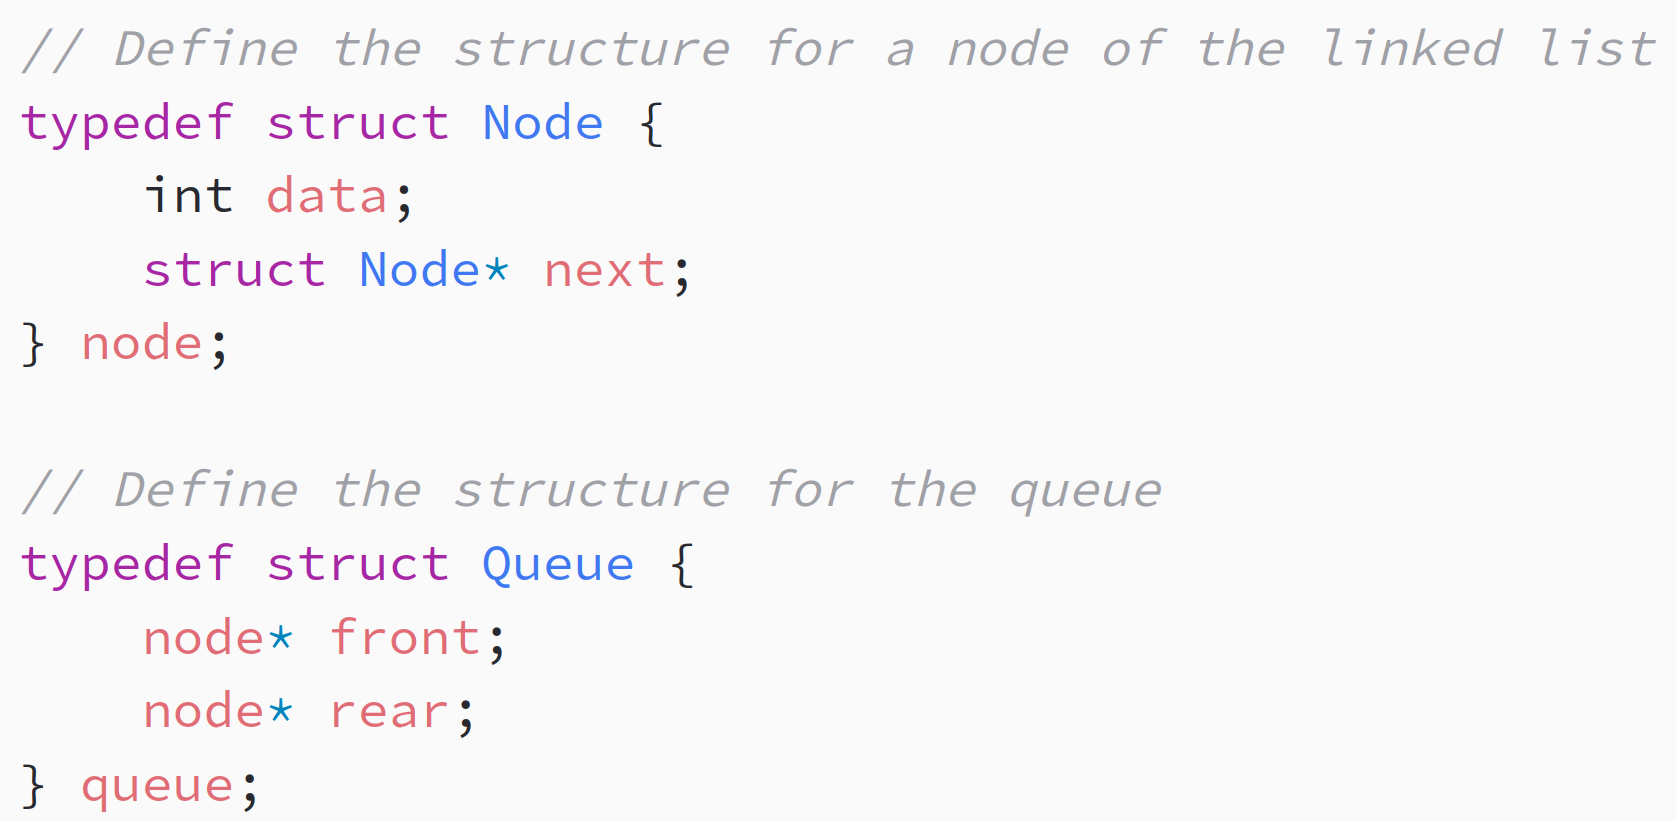 // Define the structure for a node of the linked list
typedef struct Node {
    int data;
    struct Node* next;
} node;

// Define the structure for the queue
typedef struct Queue {
    node* front;
    node* rear;
} queue;